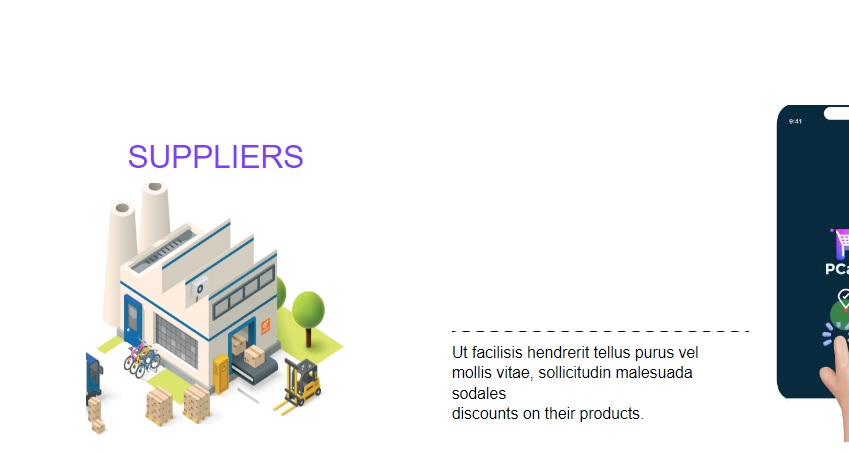 SUPPLIERS
9:41
PCa
Ut facilisis hendrerit tellus purus vel
mollis vitae, sollicitudin malesuada
sodales
discounts on their products.